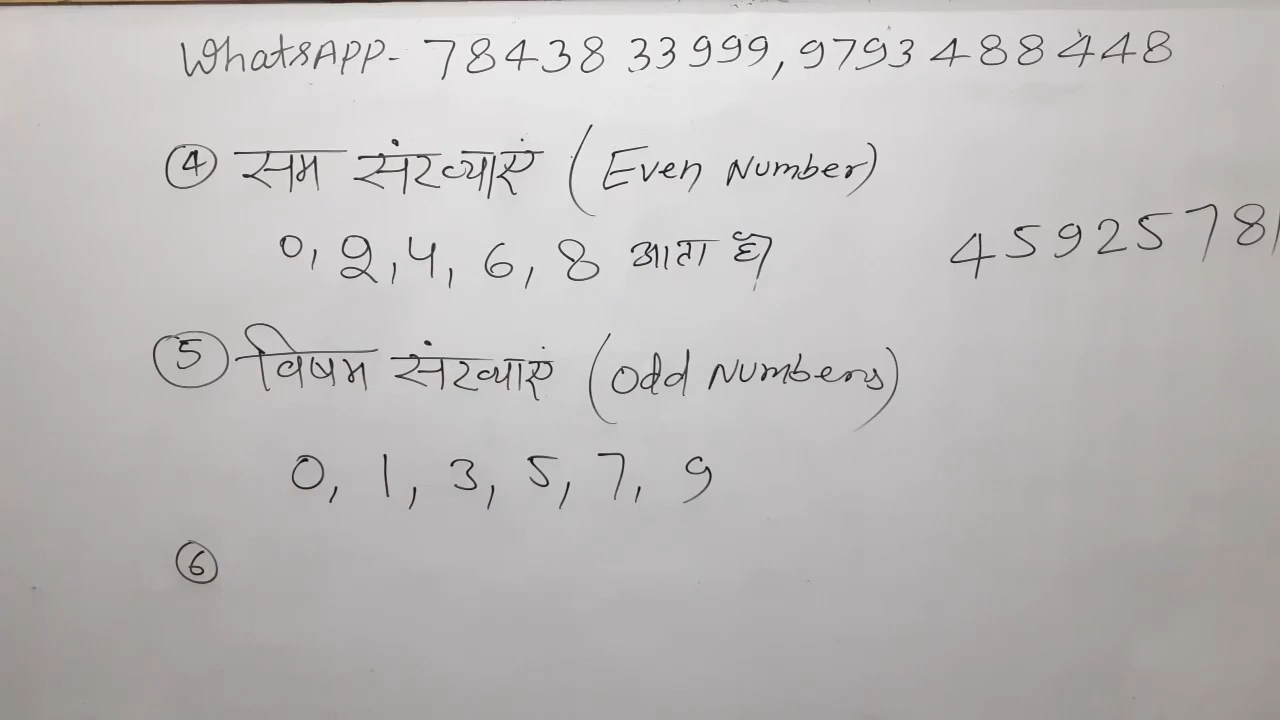 WhatsAPP- 78438 33999, 9793488448
④ सम संख्याएं (Even Number)
0, 2, 4, 6, 8 आता है।
45925781
⑤ विषम संख्याएं (Odd Numbers)
0, 1, 3, 5, 7, 9
⑥